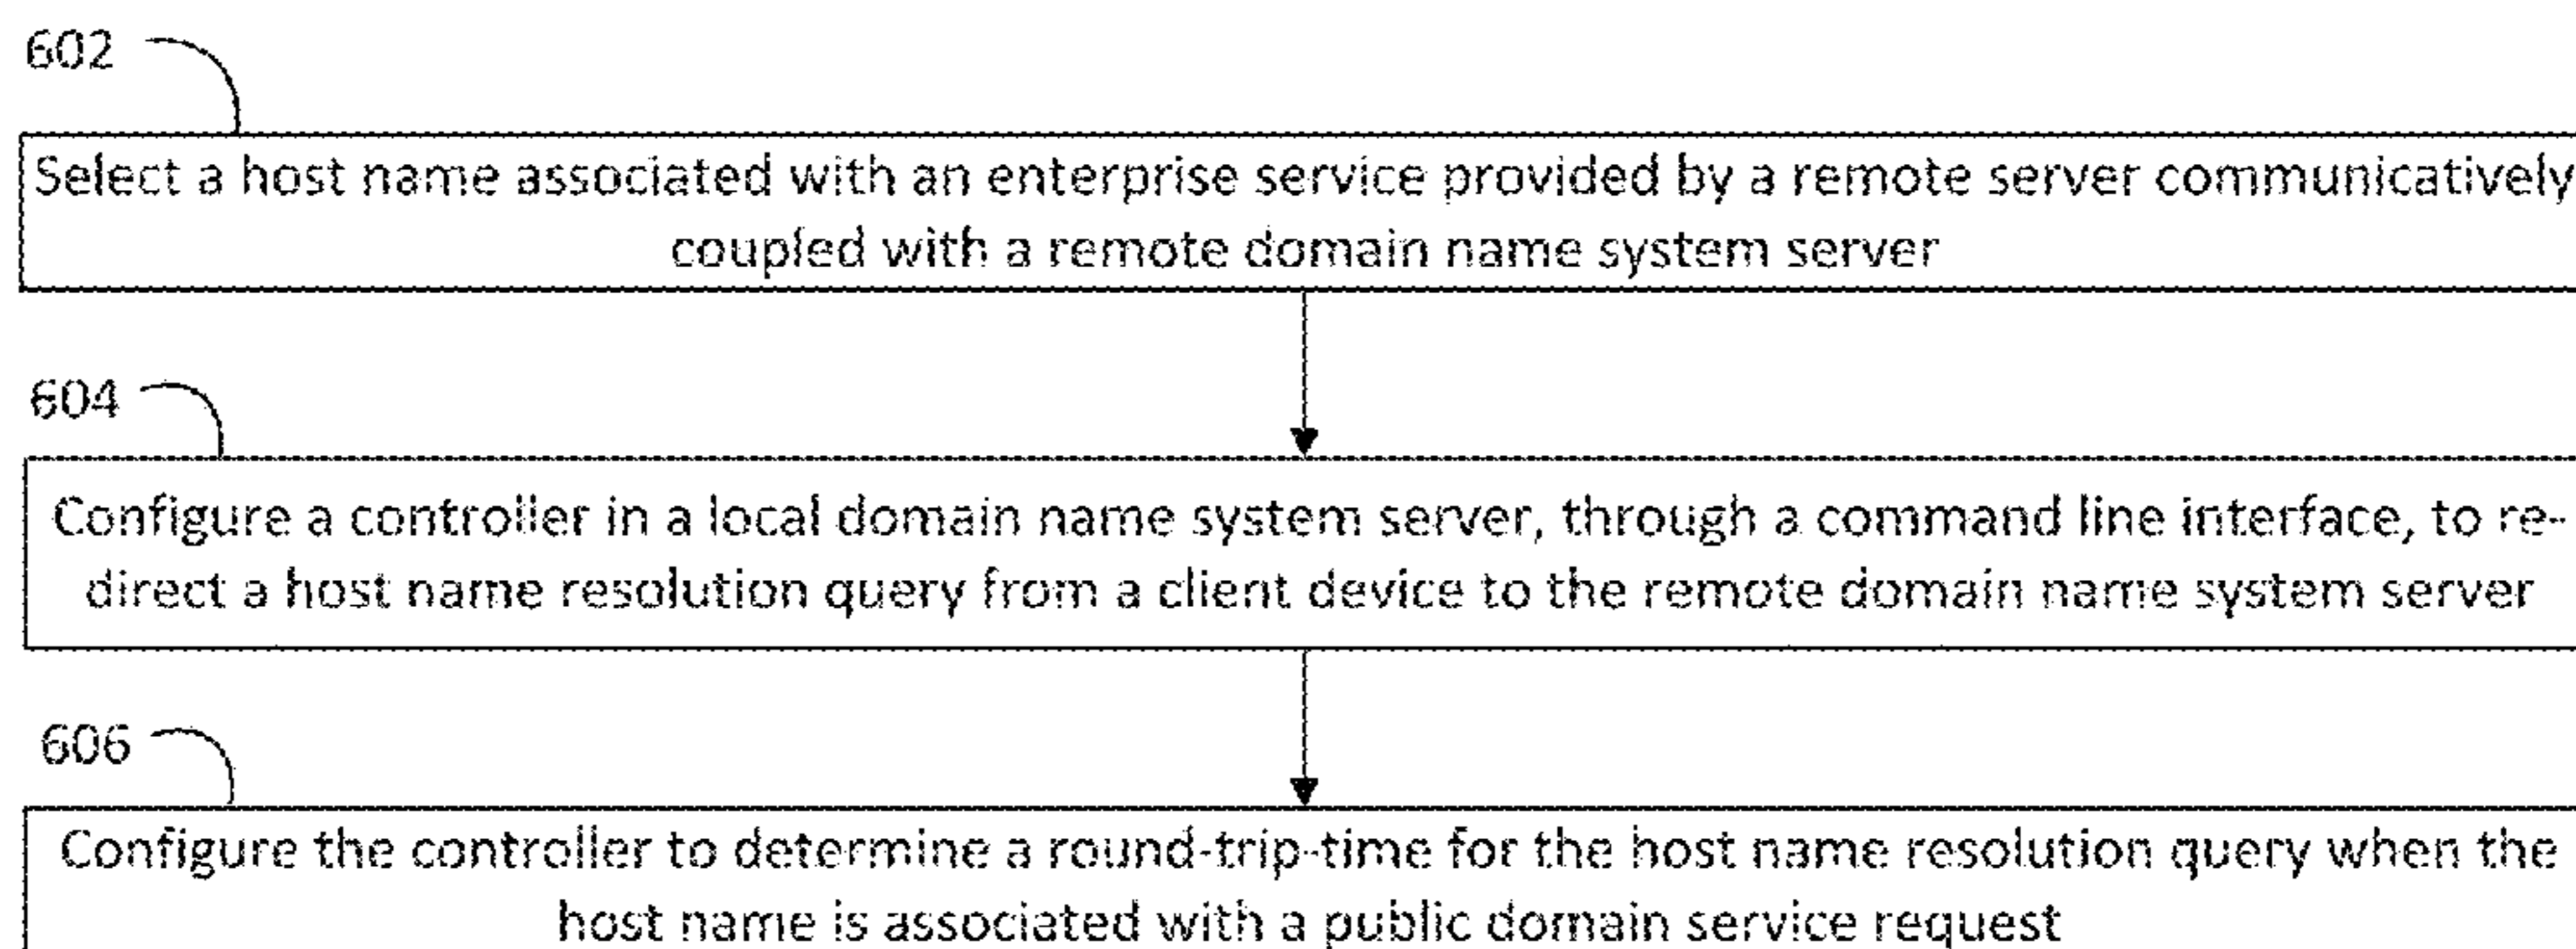 602
Select a host name associated with an enterprise service provided by a remote server communicatively
coupled with a remote domain name system server
604
Configure a controller in a local domain name system server, through a command line interface, to re-
direct a host name resolution query from a client device to the remote domain name system server
606
Configure the controller to determine a round-trip-time for the host name resolution query when the
host name is associated with a public domain service request